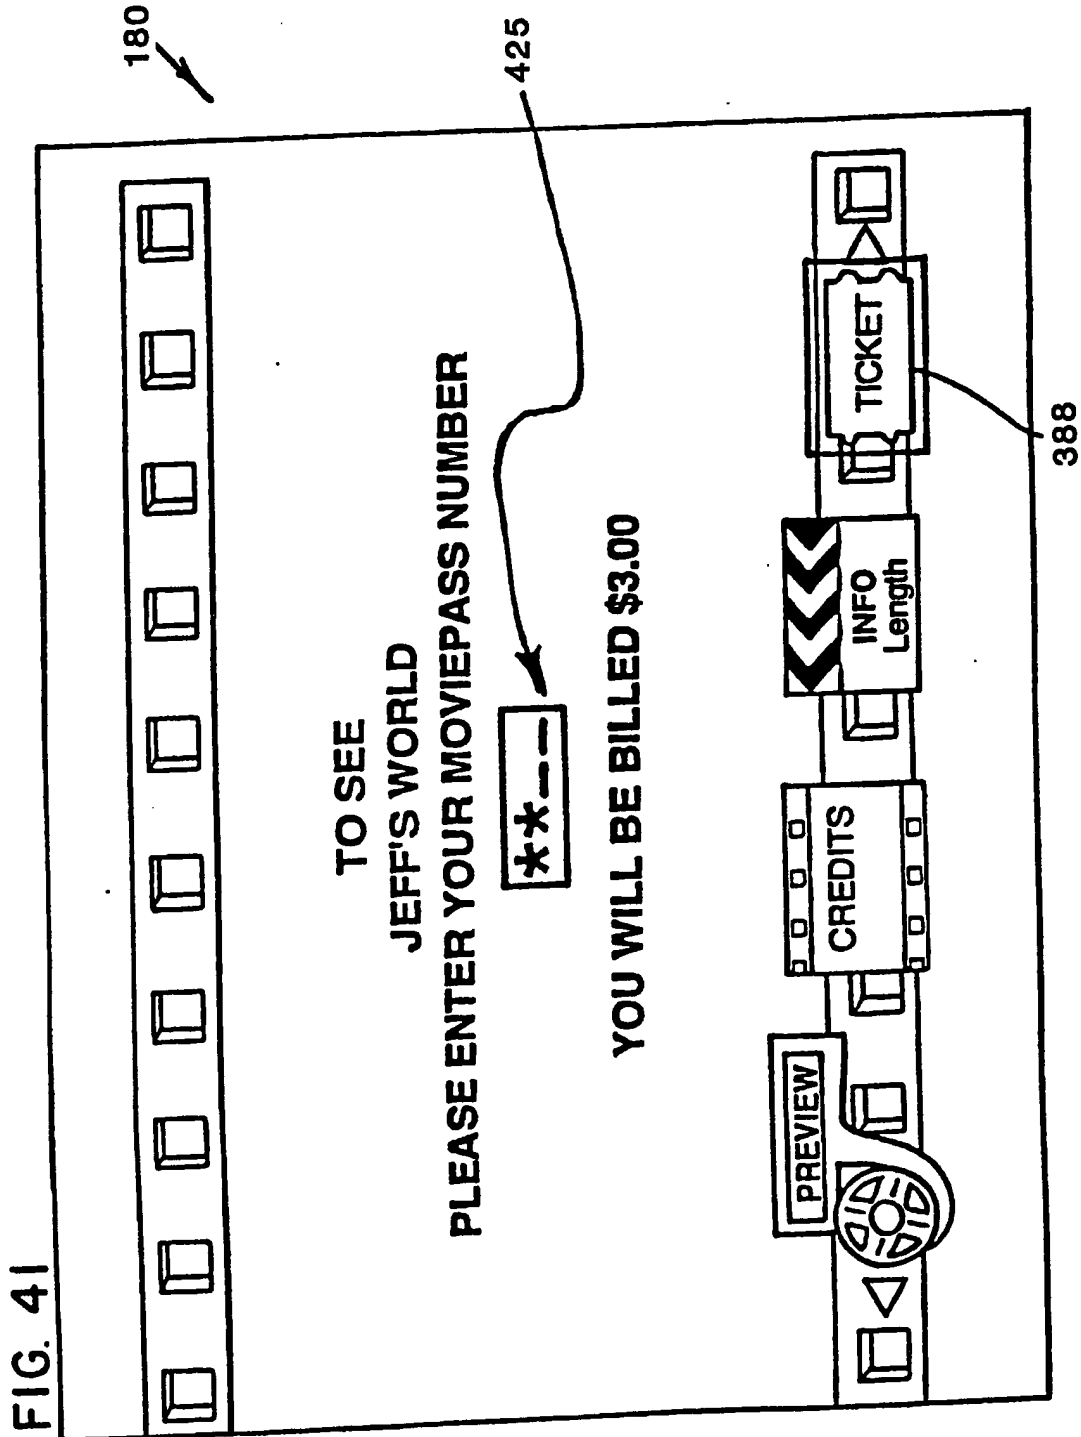 FIG. 41
180
TO SEE
JEFF'S WORLD
PLEASE ENTER YOUR MOVIEPASS NUMBER
**--
425
YOU WILL BE BILLED $3.00
PREVIEW
CREDITS
INFO
Length
TICKET
388